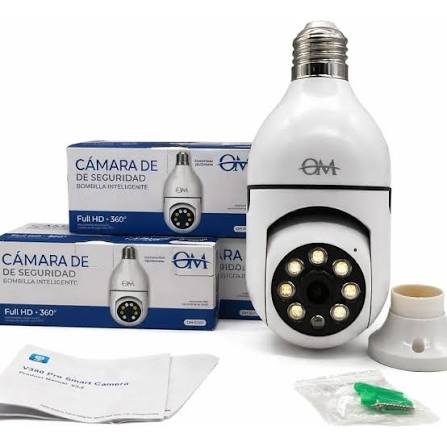 CÁMARA DE
DE SEGURIDAD
BOMBILLA INTELIGENTE
Full HD • 360°
OM
CÁMARA DE
DE SEGURIDAD
BOMBILLA INTELIGENTE
Full HD • 360°
OM
OM
V380 Pro Smart Camera